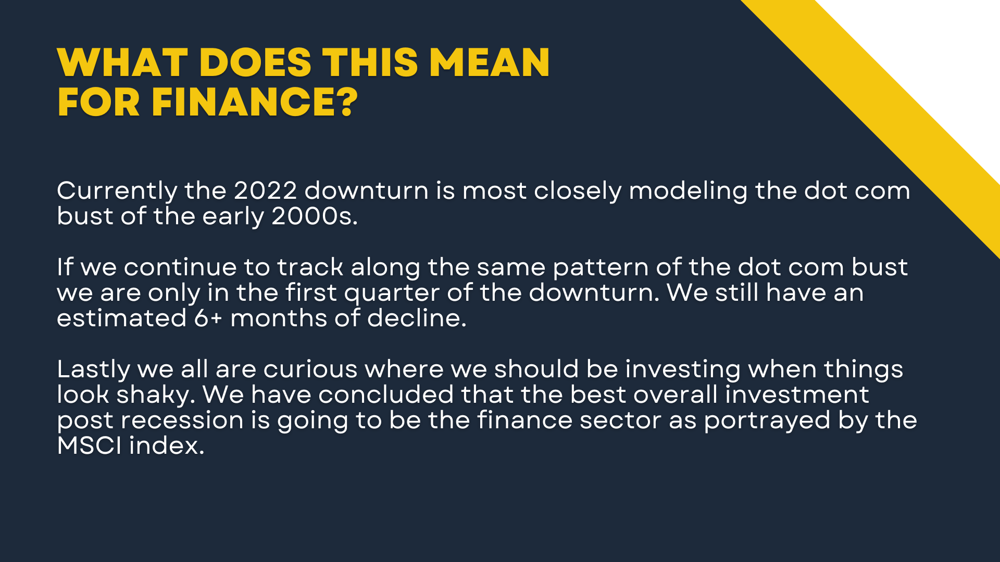 WHAT DOES THIS MEAN
FOR FINANCE?
Currently the 2022 downturn is most closely modeling the dot com
bust of the early 2000s.
If we continue to track along the same pattern of the dot com bust
we are only in the first quarter of the downturn. We still have an
estimated 6+ months of decline.
Lastly we all are curious where we should be investing when things
look shaky. We have concluded that the best overall investment
post recession is going to be the finance sector as portrayed by the
MSCI index.